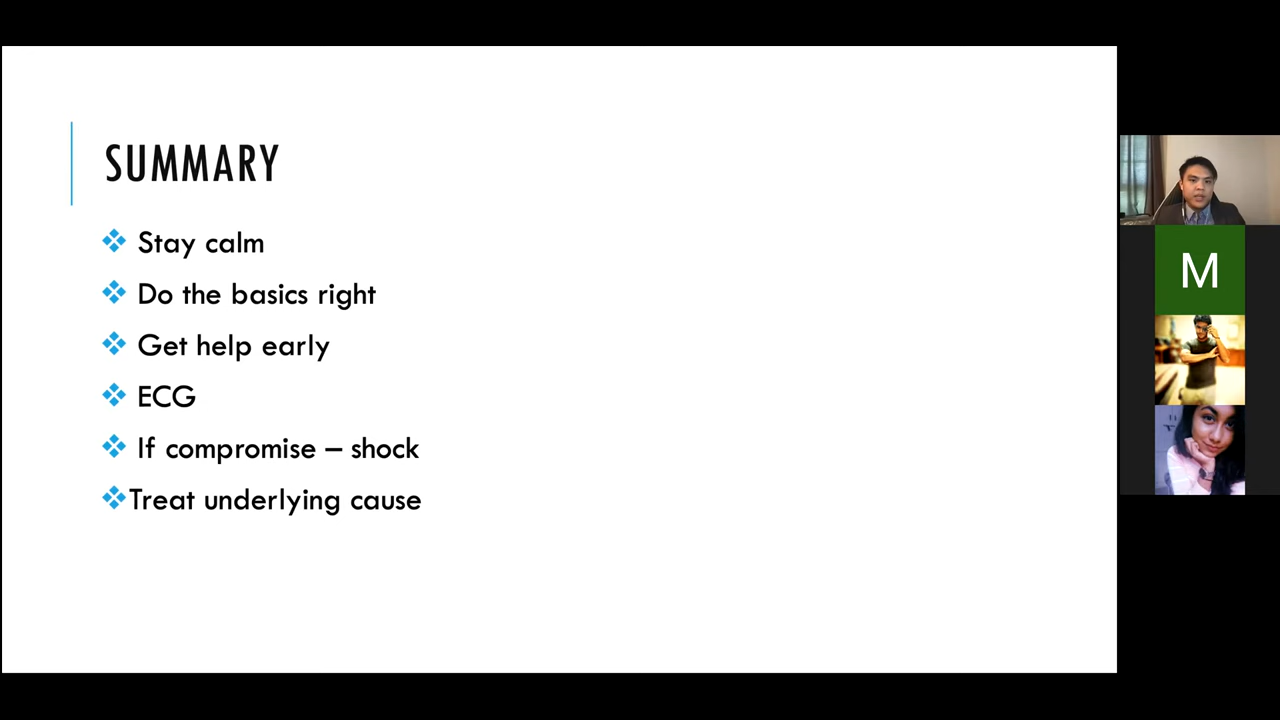 SUMMARY
Stay calm
Do the basics right
Get help early
ECG
If compromise – shock
Treat underlying cause
M